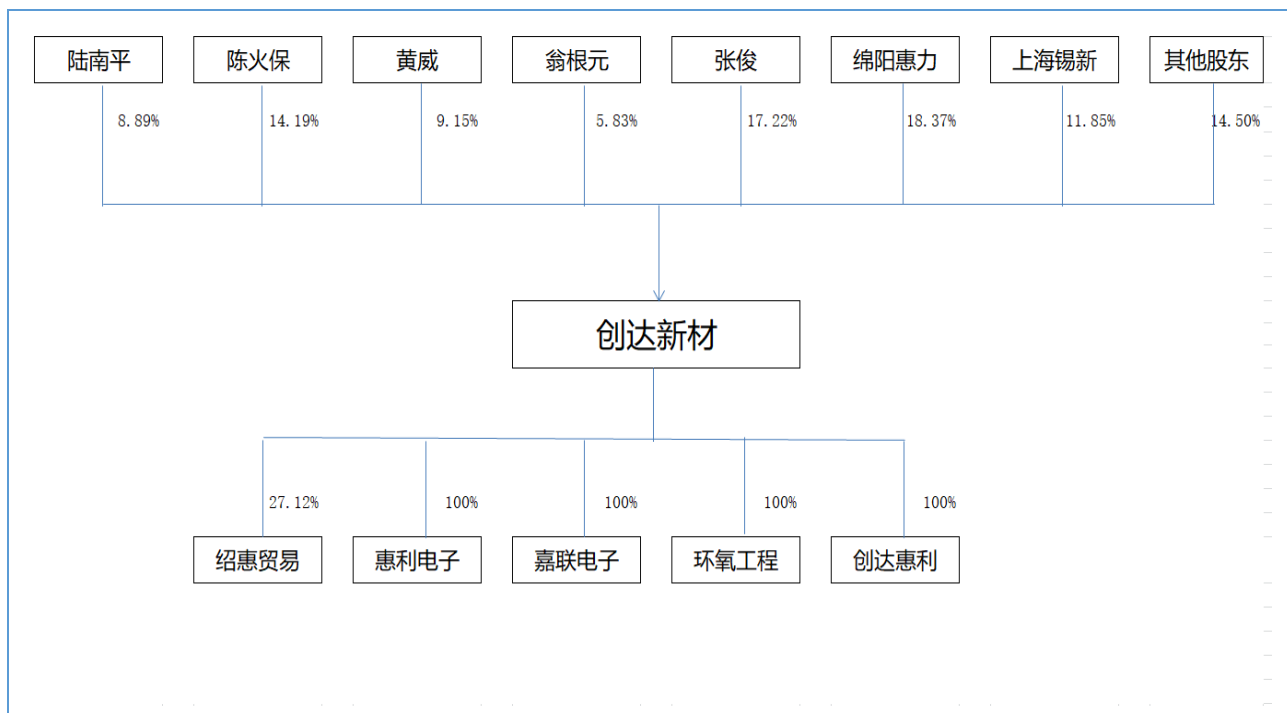 陆南平 陈火保 黄威 翁根元 张俊 绵阳惠力 上海锡新 其他股东
8.89% 14.19% 9.15% 5.83% 17.22% 18.37% 11.85% 14.50%
创达新材
27.12% 100% 100% 100% 100%
绍惠贸易 惠利电子 嘉联电子 环氧工程 创达惠利